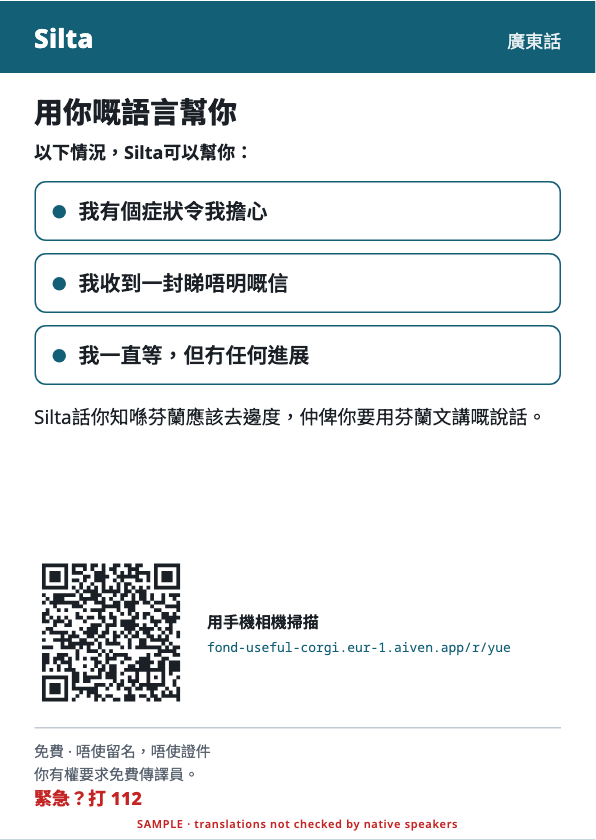 Silta
廣東話
用你嘅語言幫你
以下情況，Silta可以幫你：
我有個症狀令我擔心
我收到一封睇唔明嘅信
我一直等，但冇任何進展
Silta話你知喺芬蘭應該去邊度，仲俾你要用芬蘭文講嘅說話。
用手機相機掃描
fond-useful-corgi.eur-1.aiven.app/r/yue
免費 · 唔使留名，唔使證件
你有權要求免費傳譯員。
緊急？打 112
SAMPLE · translations not checked by native speakers